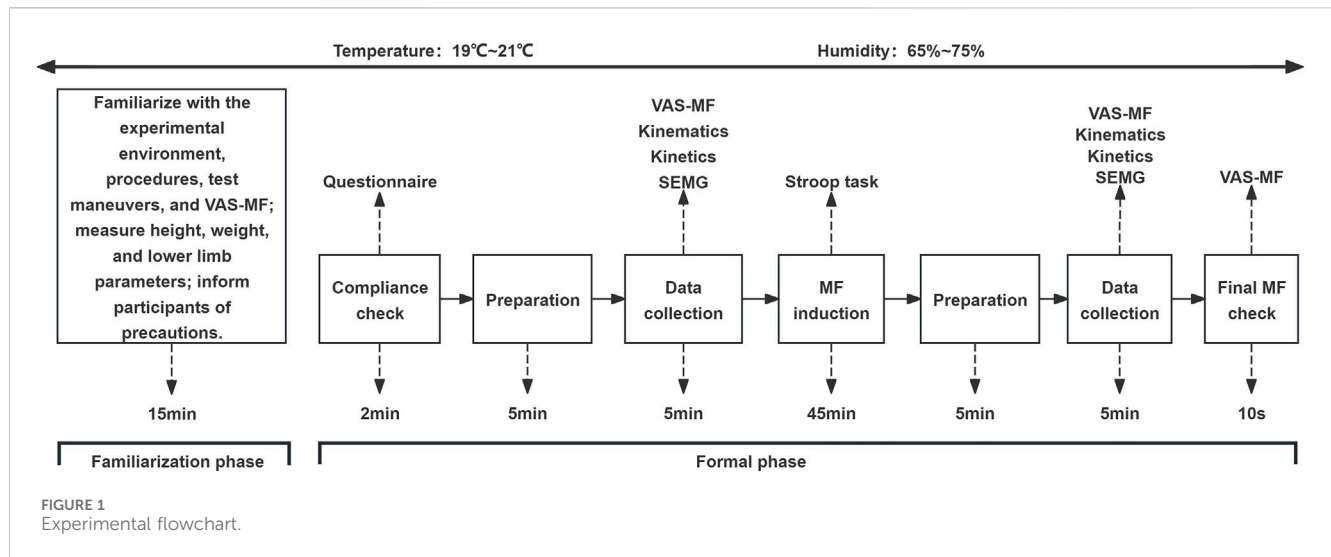 Temperature: 19℃~21℃
Humidity: 65%~75%
Familiarize with the
experimental
environment,
procedures, test
maneuvers, and VAS-MF;
measure height, weight,
and lower limb
parameters; inform
participants of
precautions.
15min
Familiarization phase
Questionnaire
Compliance
check
2min
Preparation
5min
VAS-MF
Kinematics
Kinetics
SEMG
Data
collection
5min
Stroop task
MF
induction
45min
Preparation
5min
VAS-MF
Kinematics
Kinetics
SEMG
Data
collection
5min
VAS-MF
Final MF
check
10s
Formal phase
FIGURE 1
Experimental flowchart.